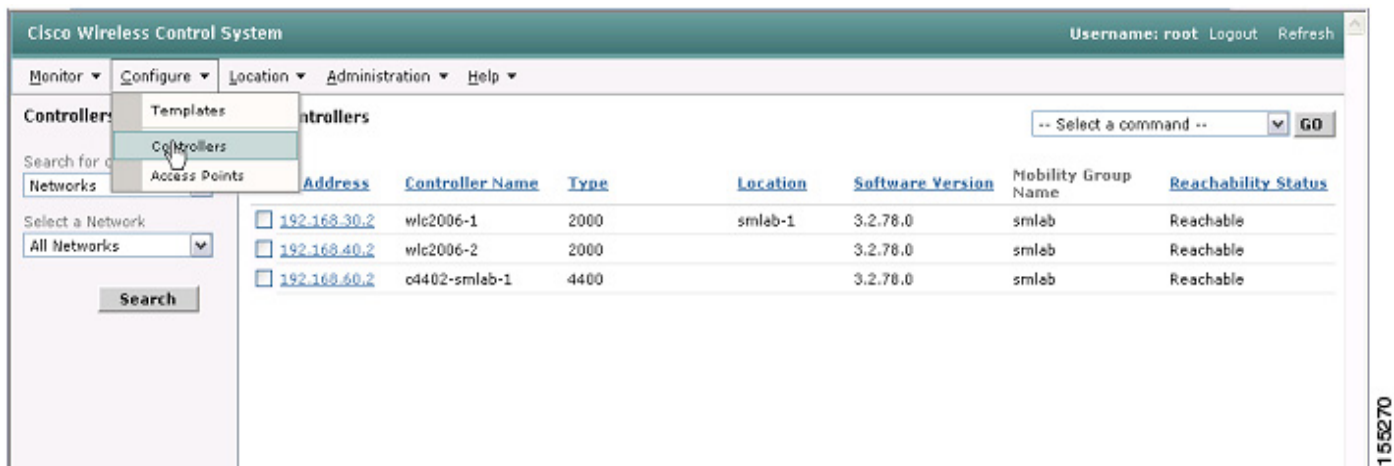 Cisco Wireless Control System
Username: root Logout Refresh
Monitor Configure Location Administration Help
Templates
Controllers
Access Points
Controllers
ntrollers
-- Select a command -- GO
Search for
Networks
Select a Network
All Networks
Search
Address Controller Name Type Location Software Version Mobility Group Name Reachability Status
192.168.30.2 wlc2006-1 2000 smlab-1 3.2.78.0 smlab Reachable
192.168.40.2 wlc2006-2 2000 3.2.78.0 smlab Reachable
192.168.60.2 c4402-smlab-1 4400 3.2.78.0 smlab Reachable
155270